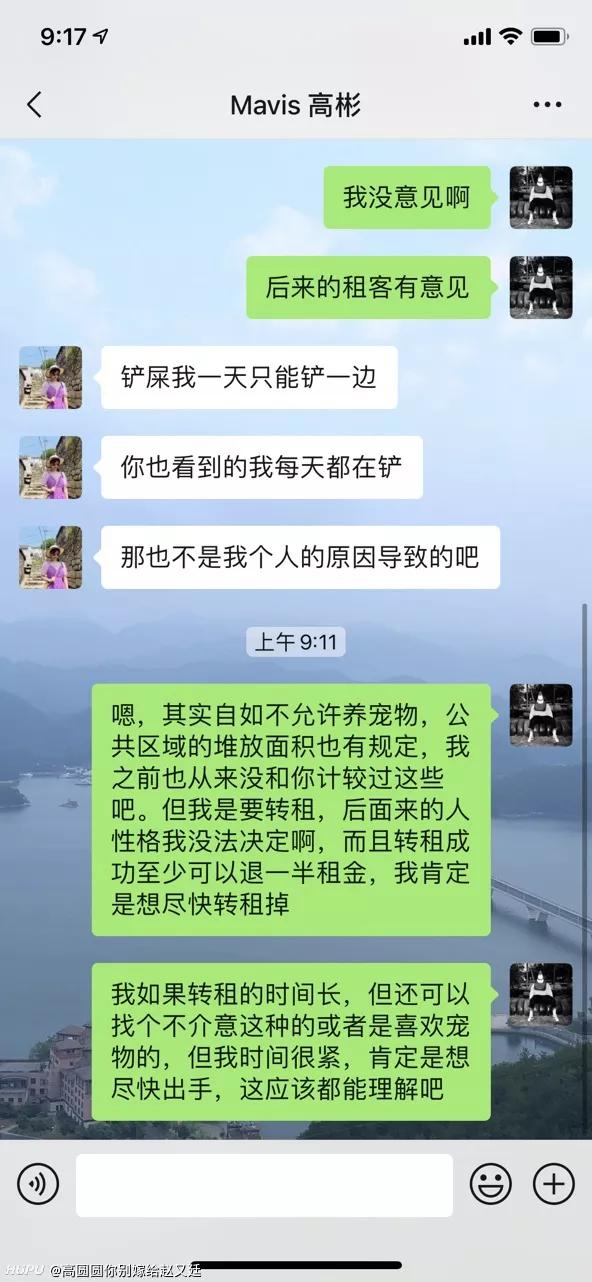 9:17
Mavis 高彬
我没意见啊
后来的租客有意见
铲屎我一天只能铲一边
你也看到的我每天都在铲
那也不是我个人的原因导致的吧
上午 9:11
嗯，其实自如不允许养宠物，公
共区域的堆放面积也有规定，我
之前也从来没和你计较过这些
吧。但我是要转租，后面来的人
性格我没法决定啊，而且转租成
功至少可以退一半租金，我肯定
是想尽快转租掉
我如果转租的时间长，但还可以
找个不介意这种的或者是喜欢宠
物的，但我时间很紧，肯定是想
尽快出手，这应该都能理解吧
HUPU @高圆圆你别嫁给赵又廷